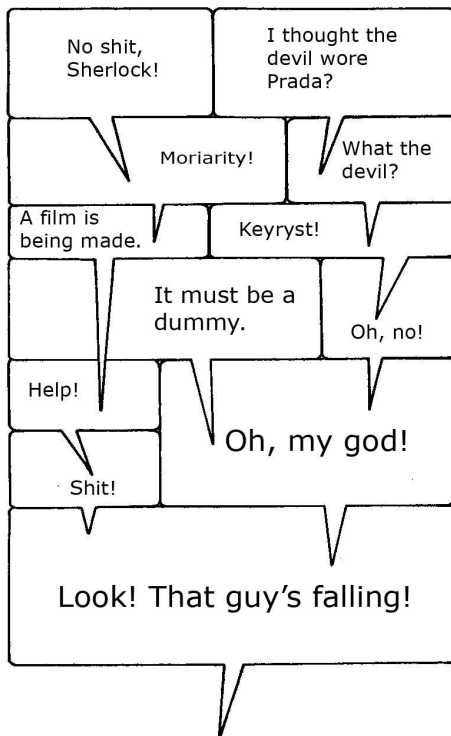 No shit,
Sherlock!
I thought the
devil wore
Prada?
Moriarity!
What the
devil?
A film is
being made.
Keyryst!
It must be a
dummy.
Oh, no!
Help!
Oh, my god!
Shit!
Look! That guy’s falling!